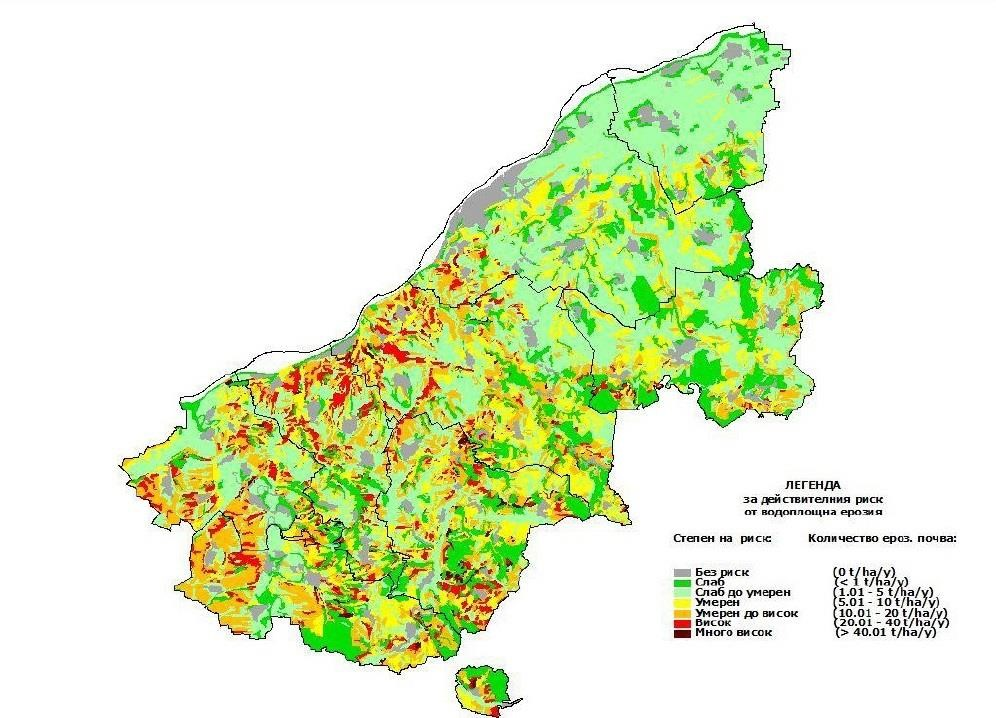 ЛЕГЕНДА
за действителния риск
от водоплощна ерозия
Степен на риск: Количество ероз. почва:
Без риск (0 t/ha/y)
Слаб (< 1 t/ha/y)
Слаб до умерен (1.01 - 5 t/ha/y)
Умерен (5.01 - 10 t/ha/y)
Умерен до висок (10.01 - 20 t/ha/y)
Висок (20.01 - 40 t/ha/y)
Много висок (> 40.01 t/ha/y)